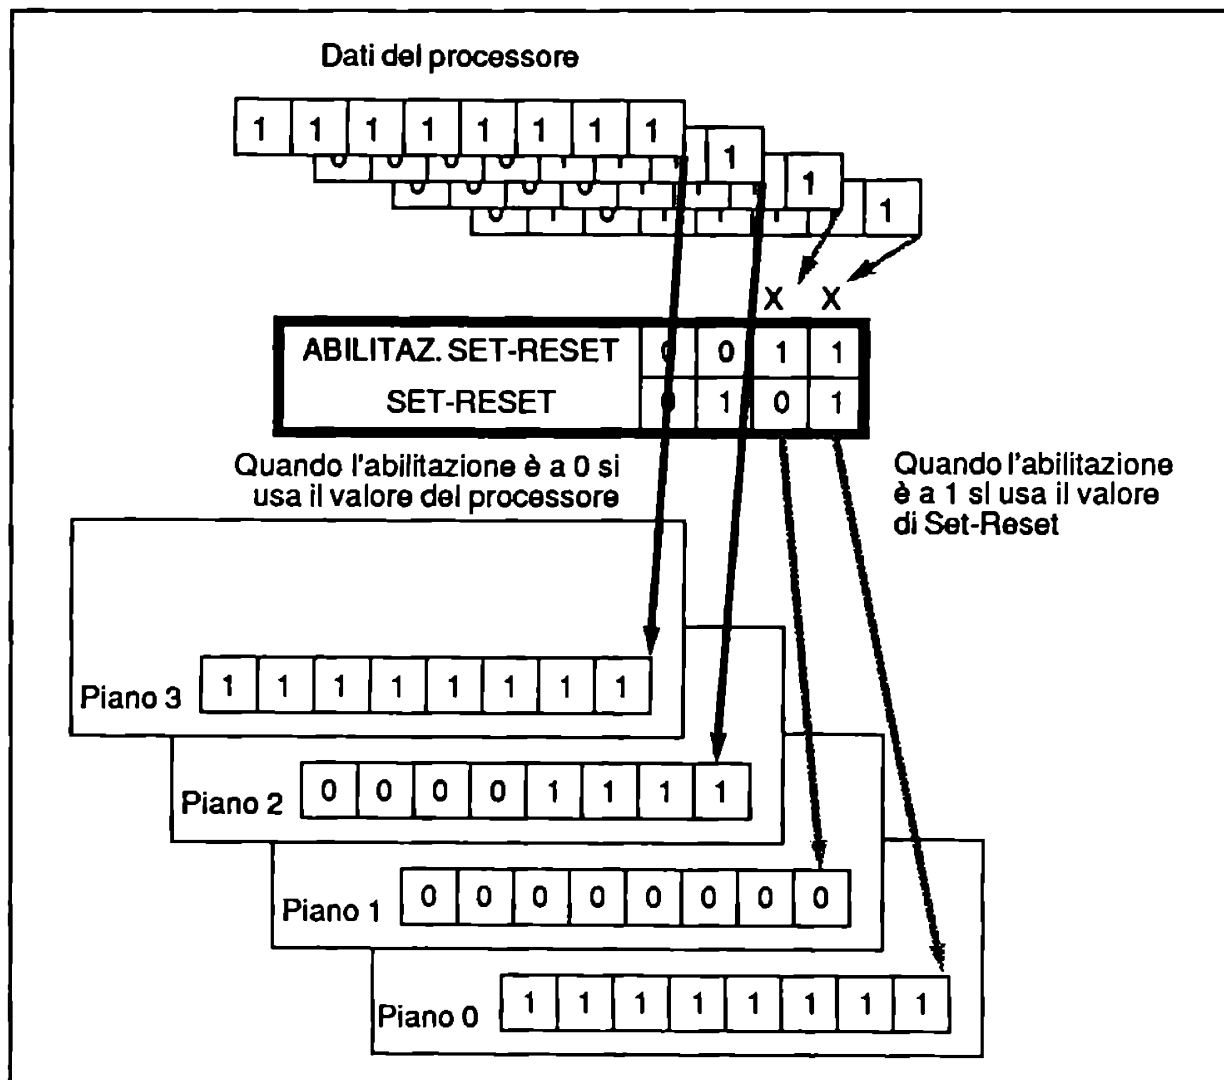 Dati del processore
1 1 1 1 1 1 1 1
1
1
1
X X
ABILITAZ. SET-RESET 0 0 1 1
SET-RESET 0 1 0 1
Quando l'abilitazione è a 0 si
usa il valore del processore
Quando l'abilitazione
è a 1 si usa il valore
di Set-Reset
Piano 3 1 1 1 1 1 1 1 1
Piano 2 0 0 0 0 1 1 1 1
Piano 1 0 0 0 0 0 0 0 0
Piano 0 1 1 1 1 1 1 1 1